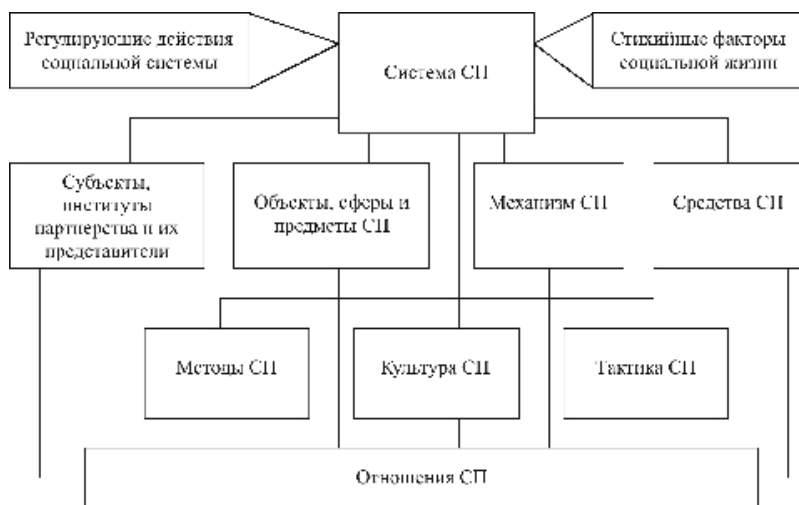 Регулирующие действия
социальной системы
Система СП
Стихийные факторы
социальной жизни
Субъекты,
институты
партнерства и их
представители
Объекты, сферы и
предметы СП
Механизм СП
Средства СП
Методы СП
Культура СП
Тактика СП
Отношения СП